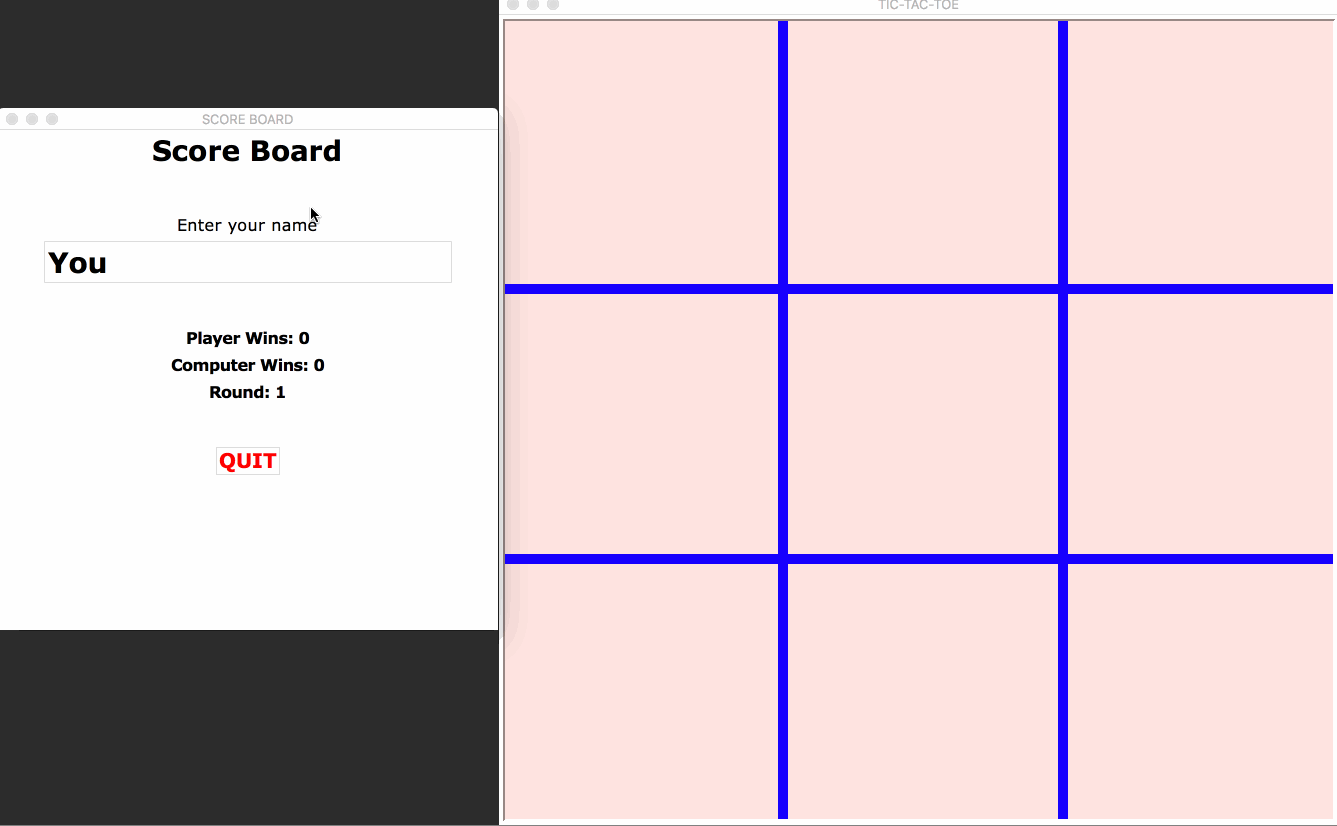 TIC-TAC-TOE
SCORE BOARD
Score Board
Enter your name
You
Player Wins: 0
Computer Wins: 0
Round: 1
QUIT